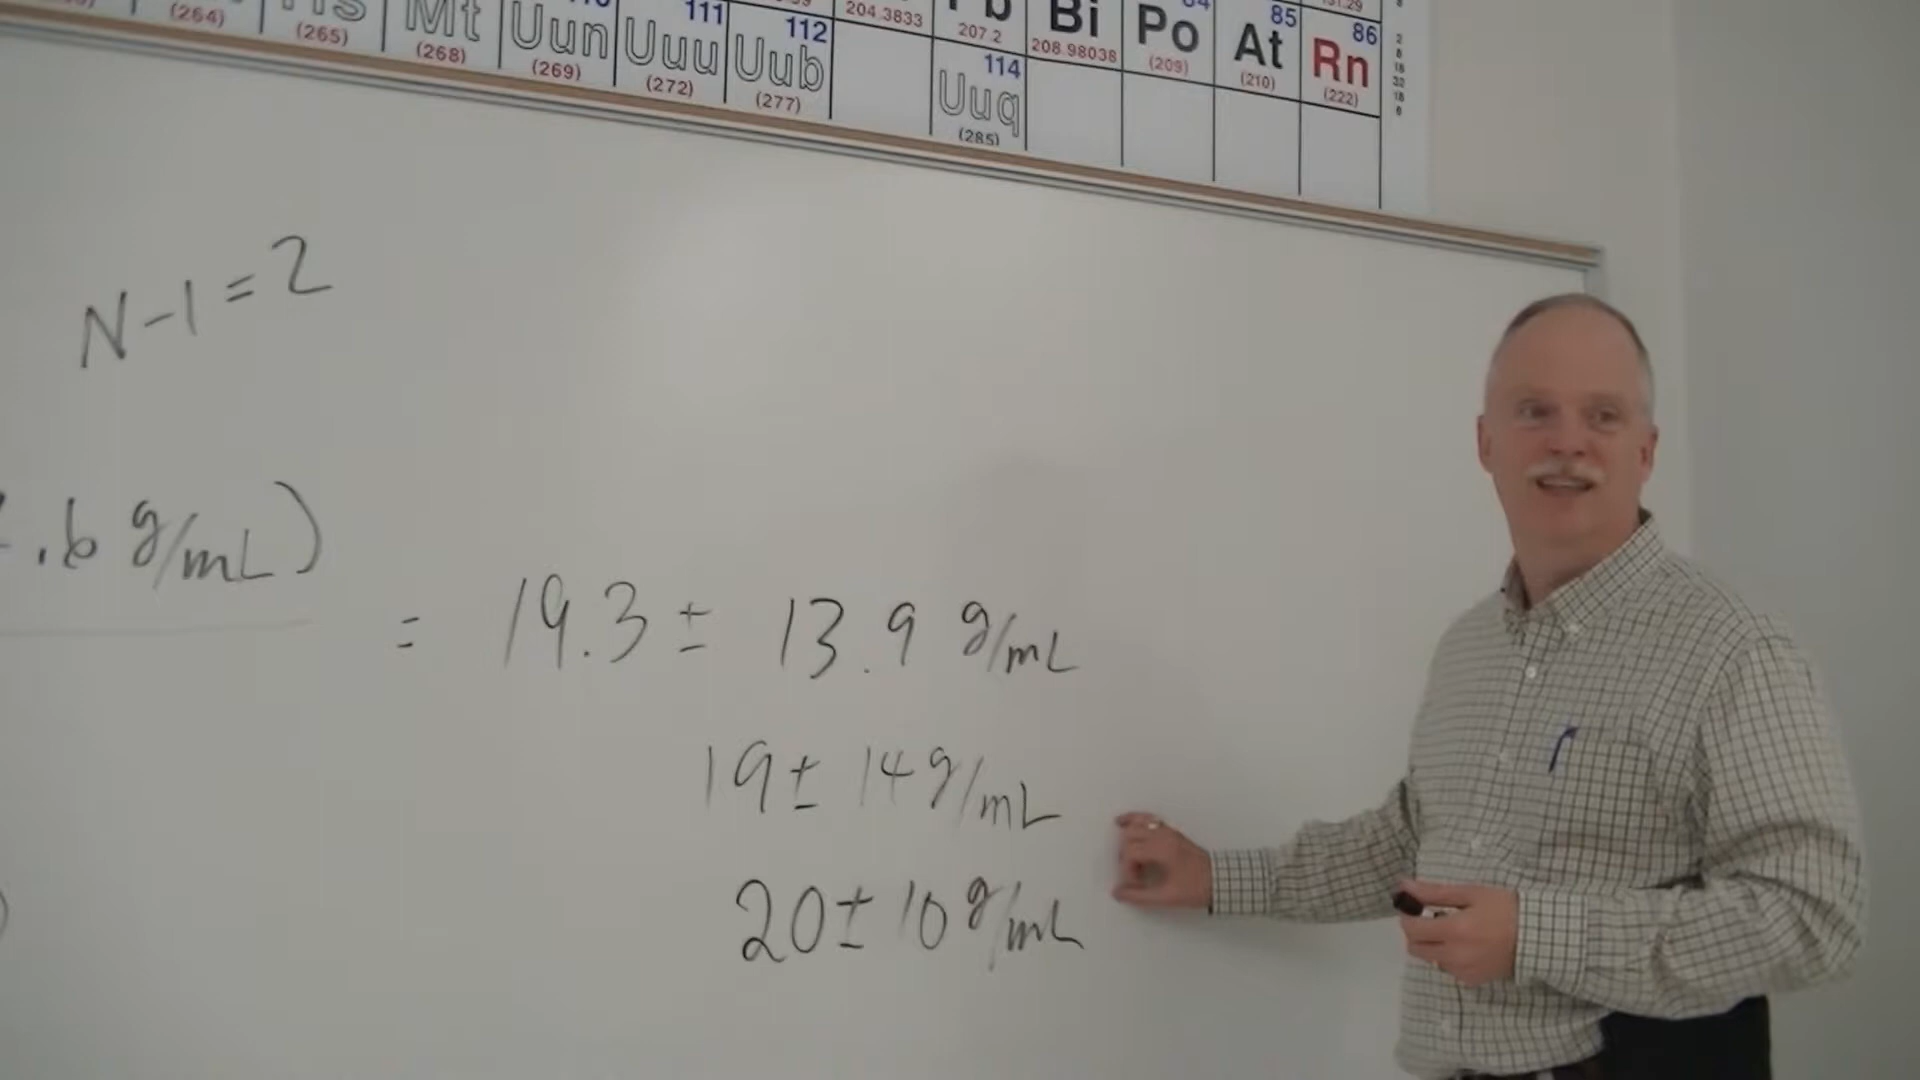 111 112 85 86
Mt Uun Uuu Uub Bi Po At Rn
(264) (265) (268) (269) (272) (277) 204.3833 207.2 208.98038 (209) (210) (222)
114
Uuq
(285)
N-1=2
.6 g/mL)
= 19.3 ± 13.9 g/mL
19 ± 14 g/mL
20 ± 10 g/mL